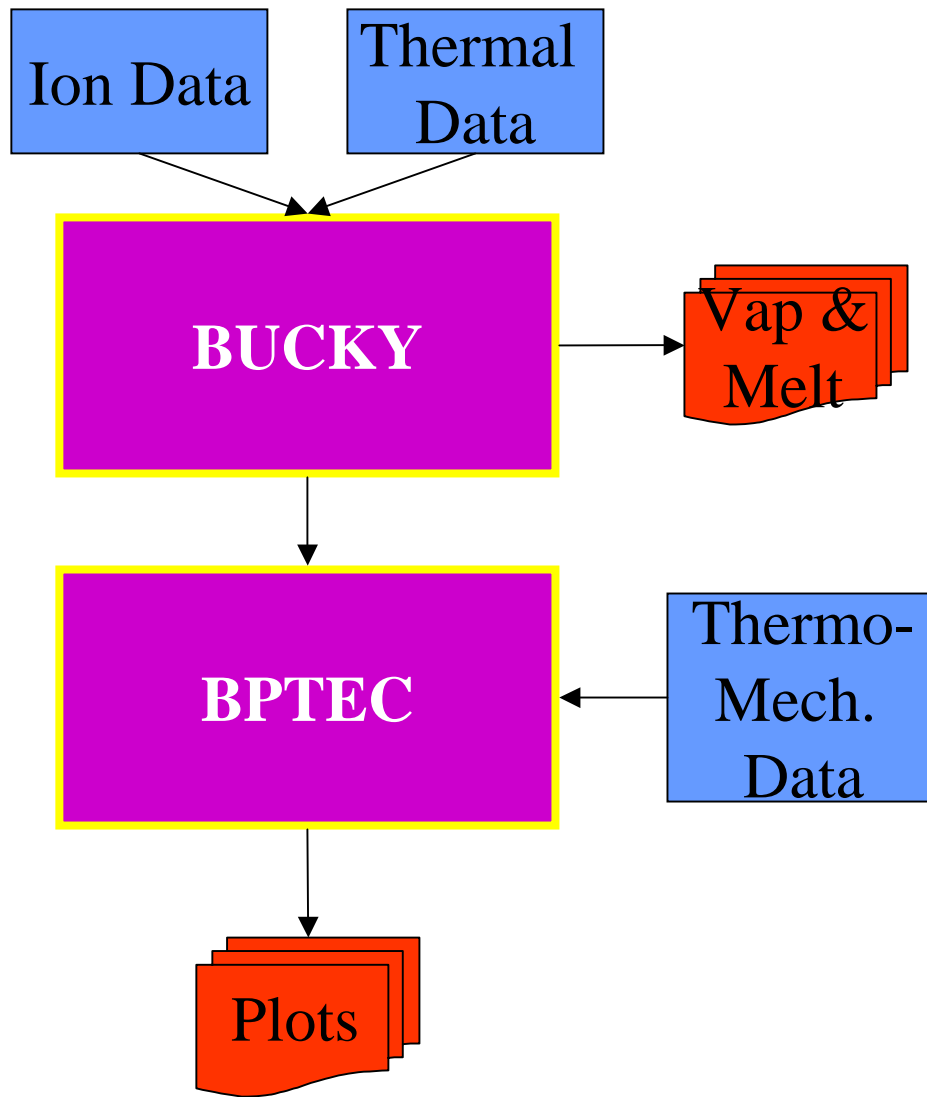 Ion Data
Thermal
Data
BUCKY
Vap &
Melt
BPTEC
Thermo-
Mech.
Data
Plots